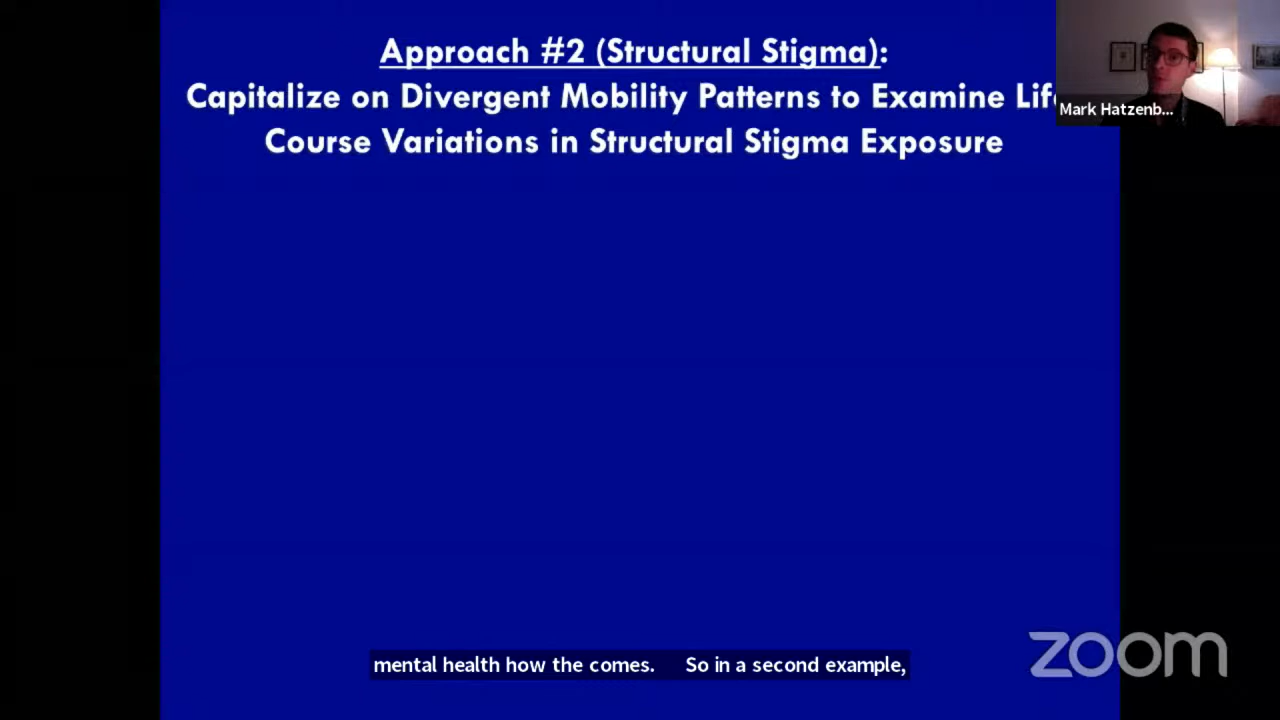 Approach #2 (Structural Stigma):
Capitalize on Divergent Mobility Patterns to Examine Life
Course Variations in Structural Stigma Exposure
Mark Hatzenb...
mental health how the comes. So in a second example,
zoom